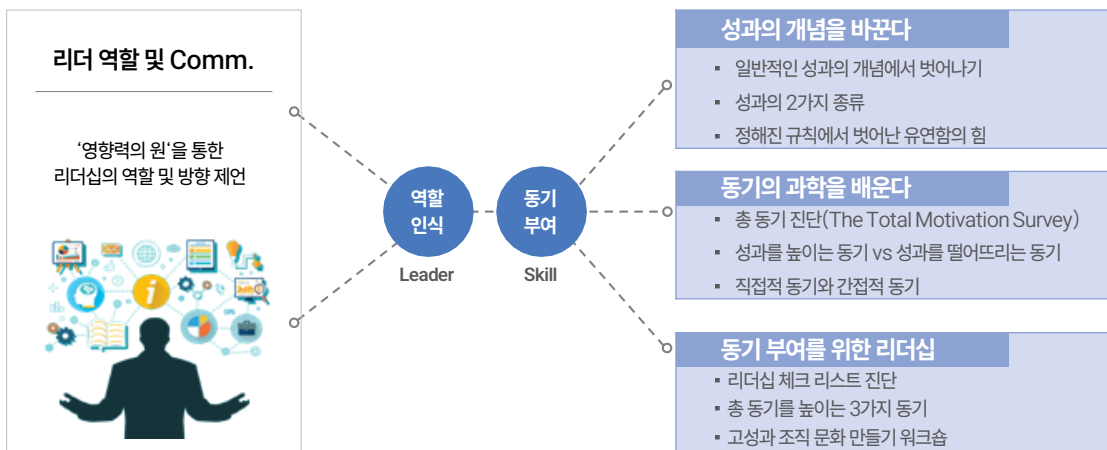 리더 역할 및 Comm.
‘영향력의 원‘을 통한
리더십의 역할 및 방향 제언
역할
인식
Leader
동기
부여
Skill
성과의 개념을 바꾼다
▪ 일반적인 성과의 개념에서 벗어나기
▪ 성과의 2가지 종류
▪ 정해진 규칙에서 벗어난 유연함의 힘
동기의 과학을 배운다
▪ 총 동기 진단(The Total Motivation Survey)
▪ 성과를 높이는 동기 vs 성과를 떨어뜨리는 동기
▪ 직접적 동기와 간접적 동기
동기 부여를 위한 리더십
▪ 리더십 체크 리스트 진단
▪ 총 동기를 높이는 3가지 동기
▪ 고성과 조직 문화 만들기 워크숍